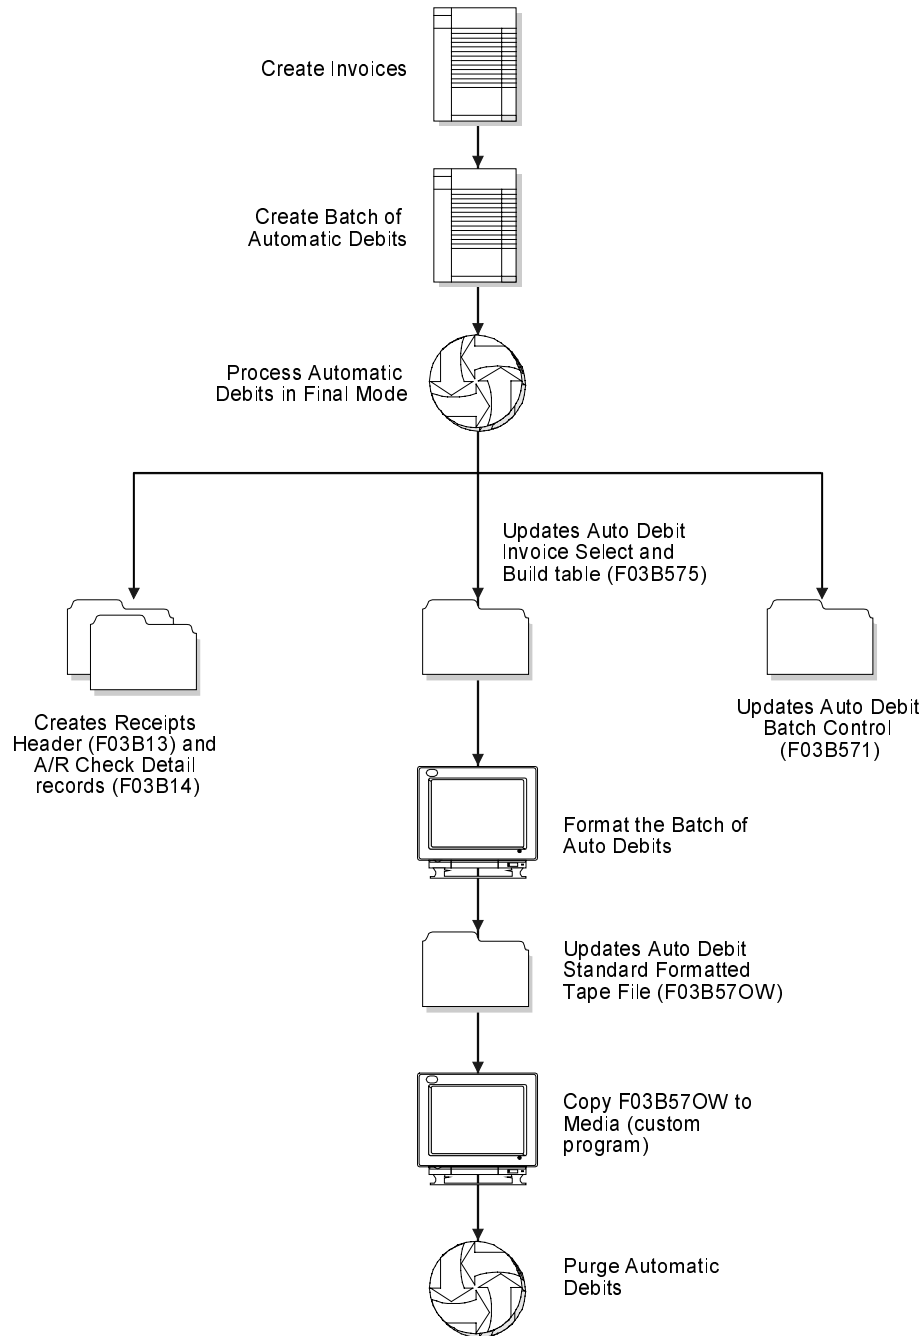 Create Invoices
Create Batch of
Automatic Debits
Process Automatic
Debits in Final Mode
Updates Auto Debit
Invoice Select and
Build table (F03B575)
Creates Receipts
Header (F03B13) and
A/R Check Detail
records (F03B14)
Updates Auto Debit
Batch Control
(F03B571)
Format the Batch of
Auto Debits
Updates Auto Debit
Standard Formatted
Tape File (F03B57OW)
Copy F03B57OW to
Media (custom
program)
Purge Automatic
Debits